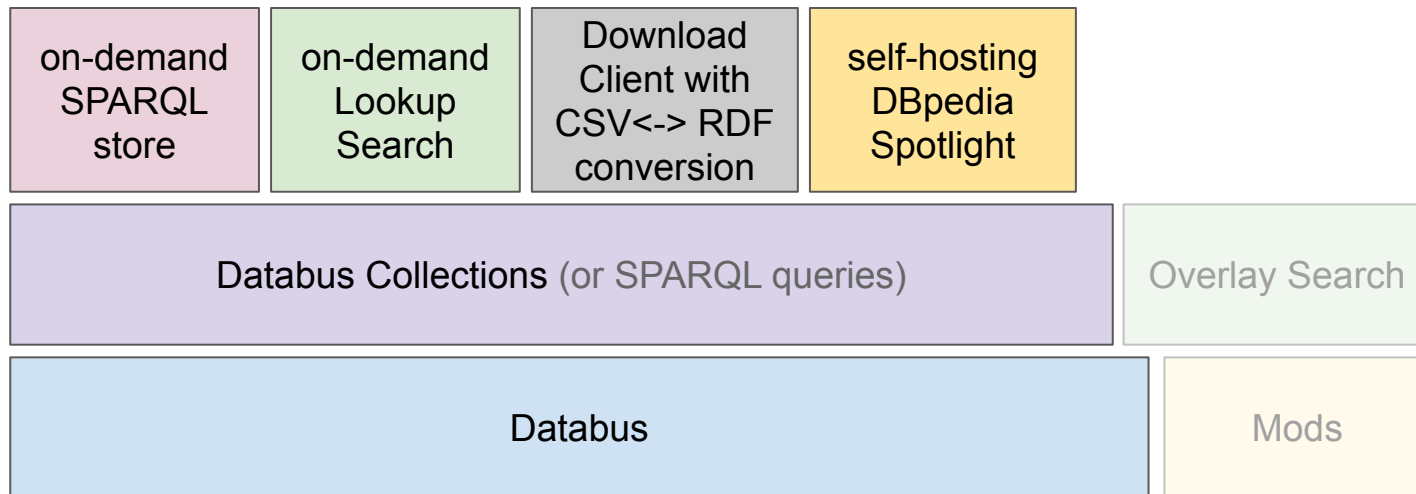 on-demand
SPARQL
store
on-demand
Lookup
Search
Download
Client with
CSV<-> RDF
conversion
self-hosting
DBpedia
Spotlight
Databus Collections (or SPARQL queries)
Overlay Search
Databus
Mods